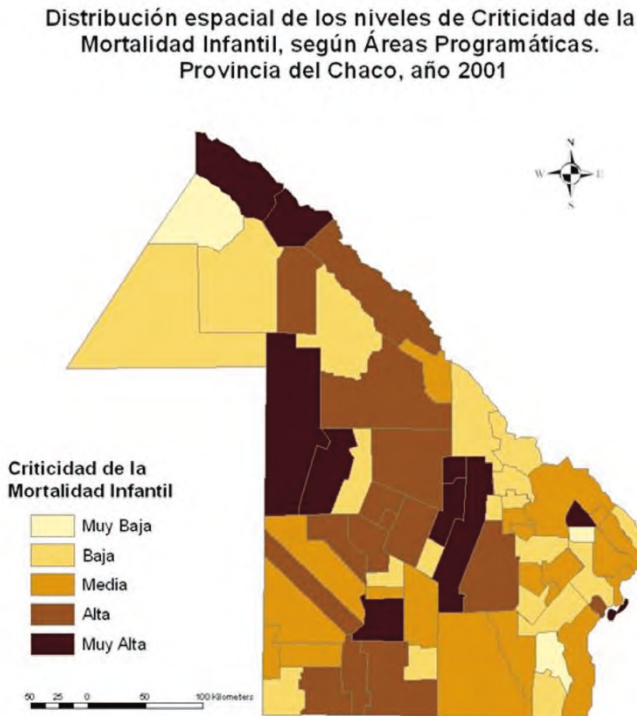 Distribución espacial de los niveles de Criticidad de la
Mortalidad Infantil, según Áreas Programáticas.
Provincia del Chaco, año 2001
N
W E
S
Criticidad de la
Mortalidad Infantil
Muy Baja
Baja
Media
Alta
Muy Alta
50 25 0 50 100 Kilometers